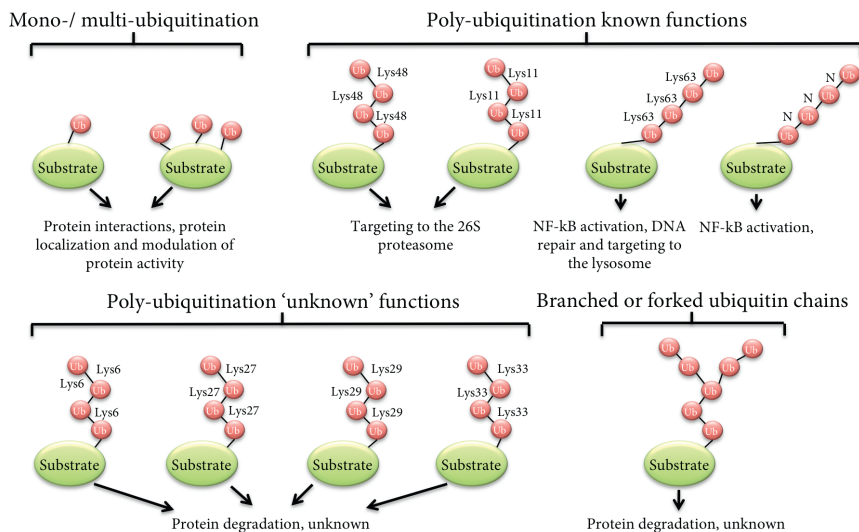 Mono-/ multi-ubiquitination
Poly-ubiquitination known functions
Ub
Substrate
Ub
Ub
Ub
Substrate
Ub
Lys48
Lys48
Ub
Ub
Lys48
Ub
Substrate
Ub
Lys11
Lys11
Ub
Ub
Lys11
Ub
Substrate
Lys63
Ub
Lys63
Ub
Lys63
Ub
Ub
Substrate
N
Ub
N
Ub
N
Ub
Ub
Substrate
Protein interactions, protein
localization and modulation of
protein activity
Targeting to the 26S
proteasome
NF-kB activation, DNA
repair and targeting to
the lysosome
NF-kB activation,
Poly-ubiquitination ‘unknown’ functions
Branched or forked ubiquitin chains
Ub
Lys6
Lys6
Ub
Ub
Lys6
Ub
Substrate
Ub
Lys27
Lys27
Ub
Ub
Lys27
Ub
Substrate
Ub
Lys29
Lys29
Ub
Ub
Lys29
Ub
Substrate
Ub
Lys33
Lys33
Ub
Ub
Lys33
Ub
Substrate
Ub
Ub
Ub
Ub
Ub
Ub
Ub
Substrate
Protein degradation, unknown
Protein degradation, unknown